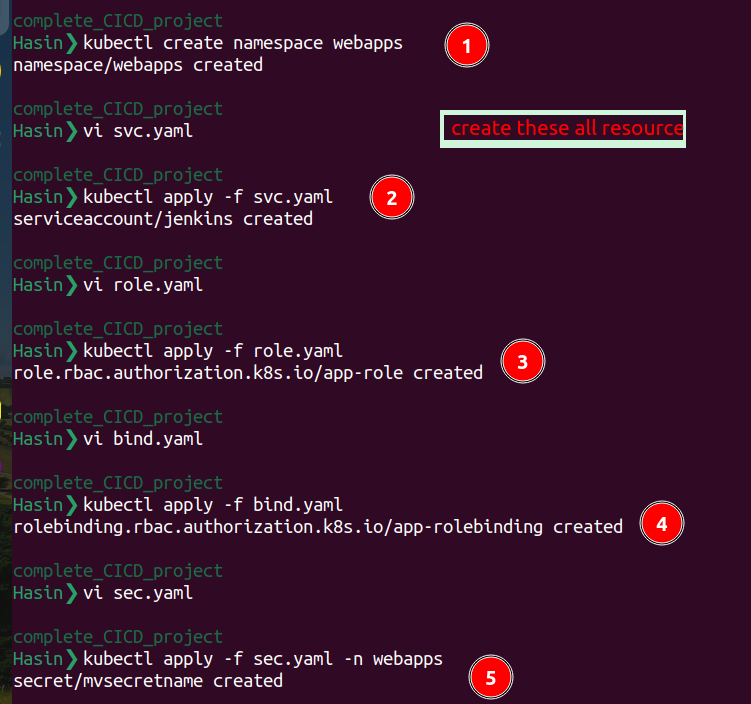 complete_CICD_project
Hasin❯kubectl create namespace webapps
1
namespace/webapps created
complete_CICD_project
Hasin❯vi svc.yaml
create these all resource
complete_CICD_project
Hasin❯kubectl apply -f svc.yaml
2
serviceaccount/jenkins created
complete_CICD_project
Hasin❯vi role.yaml
complete_CICD_project
Hasin❯kubectl apply -f role.yaml
3
role.rbac.authorization.k8s.io/app-role created
complete_CICD_project
Hasin❯vi bind.yaml
complete_CICD_project
Hasin❯kubectl apply -f bind.yaml
rolebinding.rbac.authorization.k8s.io/app-rolebinding created
4
complete_CICD_project
Hasin❯vi sec.yaml
complete_CICD_project
Hasin❯kubectl apply -f sec.yaml -n webapps
secret/mysecretname created
5